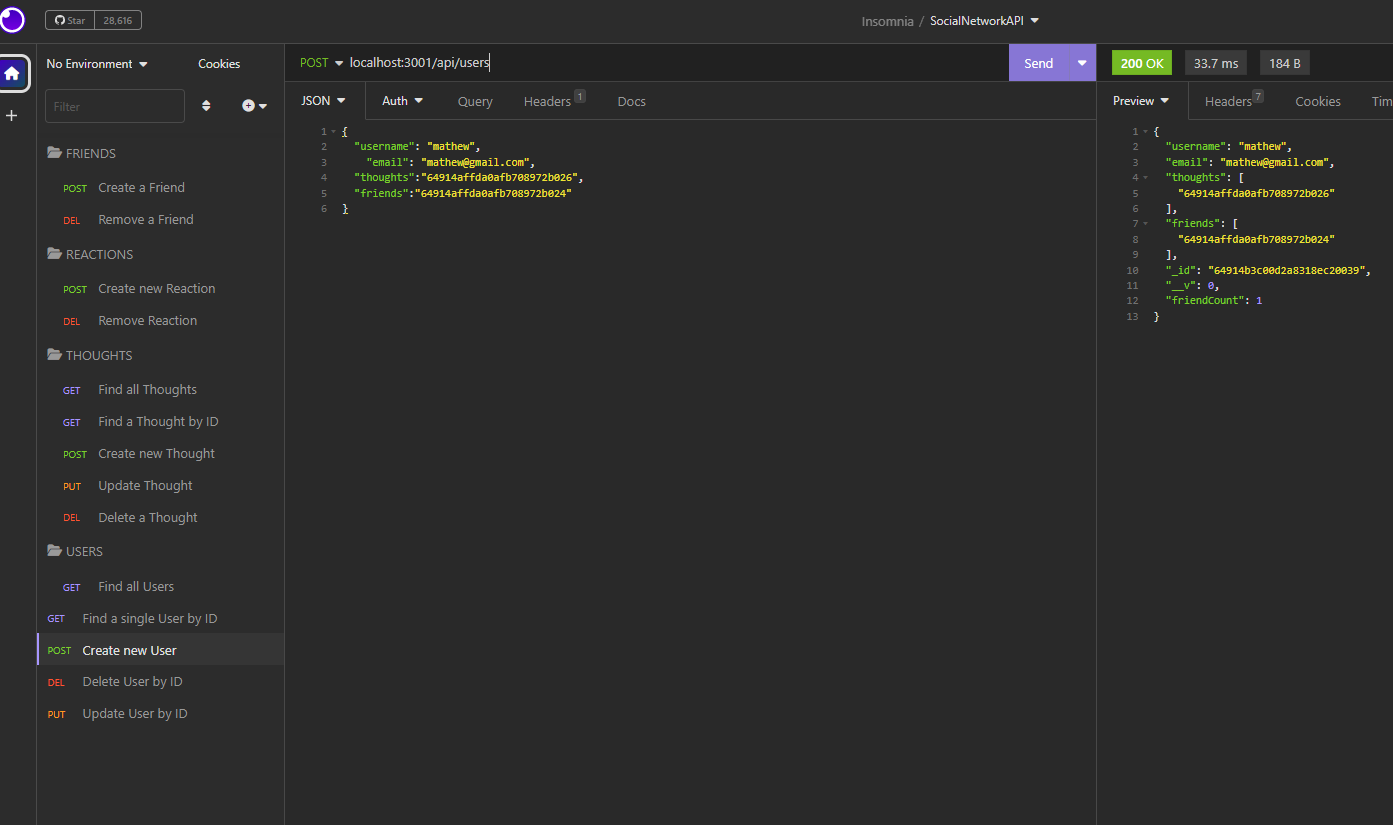 Star 28,616
Insomnia / SocialNetworkAPI
No Environment Cookies
Filter
FRIENDS
POST Create a Friend
DEL Remove a Friend
REACTIONS
POST Create new Reaction
DEL Remove Reaction
THOUGHTS
GET Find all Thoughts
GET Find a Thought by ID
POST Create new Thought
PUT Update Thought
DEL Delete a Thought
USERS
GET Find all Users
GET Find a single User by ID
POST Create new User
DEL Delete User by ID
PUT Update User by ID
POST localhost:3001/api/users Send
JSON Auth Query Headers 1 Docs
1 {
2 "username": "mathew",
3 "email": "mathew@gmail.com",
4 "thoughts":"64914affda0afb708972b026",
5 "friends":"64914affda0afb708972b024"
6 }
200 OK 33.7 ms 184 B
Preview Headers 7 Cookies Tim
1 {
2 "username": "mathew",
3 "email": "mathew@gmail.com",
4 "thoughts": [
5 "64914affda0afb708972b026"
6 ],
7 "friends": [
8 "64914affda0afb708972b024"
9 ],
10 "_id": "64914b3c00d2a8318ec20039",
11 "__v": 0,
12 "friendCount": 1
13 }